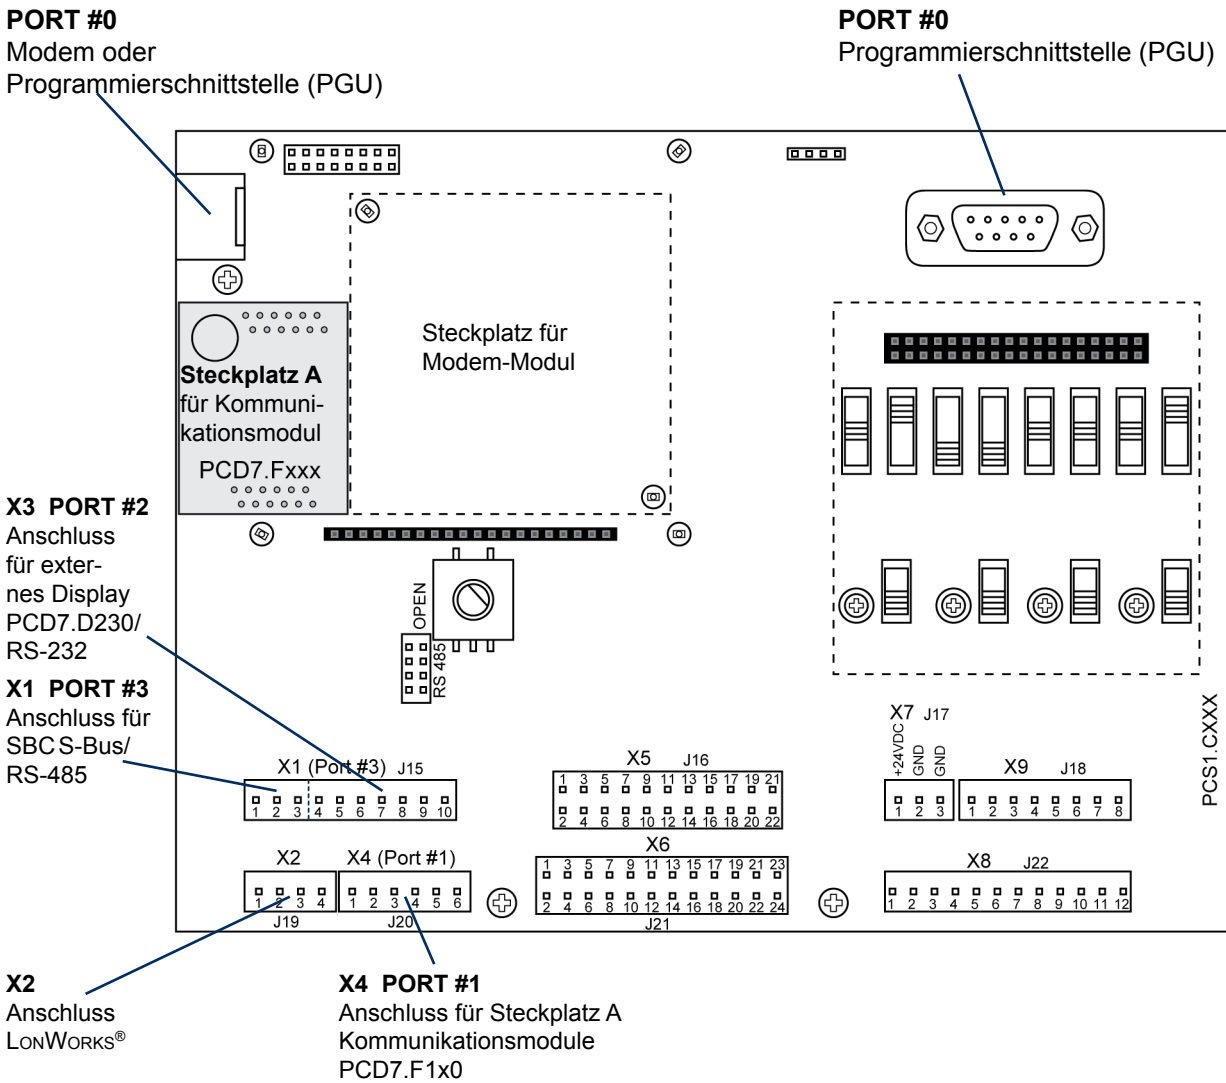 PORT #0
Modem oder
Programmierschnittstelle (PGU)
PORT #0
Programmierschnittstelle (PGU)
Steckplatz für
Modem-Modul
Steckplatz A
für Kommuni-
kationsmodul
PCD7.Fxxx
X3 PORT #2
Anschluss
für exter-
nes Display
PCD7.D230/
RS-232
X1 PORT #3
Anschluss für
SBC S-Bus/
RS-485
OPEN
RS 485
PCS1.CXXX
X7 J17
+24VDC
GND
GND
1 2 3
X1 (Port #3) J15
1 2 3 4 5 6 7 8 9 10
X5 J16
1 3 5 7 9 11 13 15 17 19 21
2 4 6 8 10 12 14 16 18 20 22
X9 J18
1 2 3 4 5 6 7 8
X2
1 2 3 4
J19
X4 (Port #1)
1 2 3 4 5 6
J20
X6
1 3 5 7 9 11 13 15 17 19 21 23
2 4 6 8 10 12 14 16 18 20 22 24
J21
X8 J22
1 2 3 4 5 6 7 8 9 10 11 12
X2
Anschluss
LONWORKS®
X4 PORT #1
Anschluss für Steckplatz A
Kommunikationsmodule
PCD7.F1x0